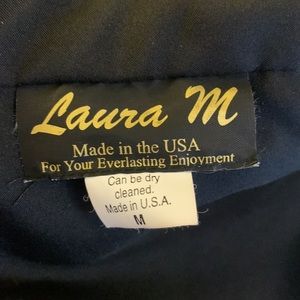 Laura M
Made in the USA
For Your Everlasting Enjoyment
Can be dry
cleaned.
Made in U.S.A.
M